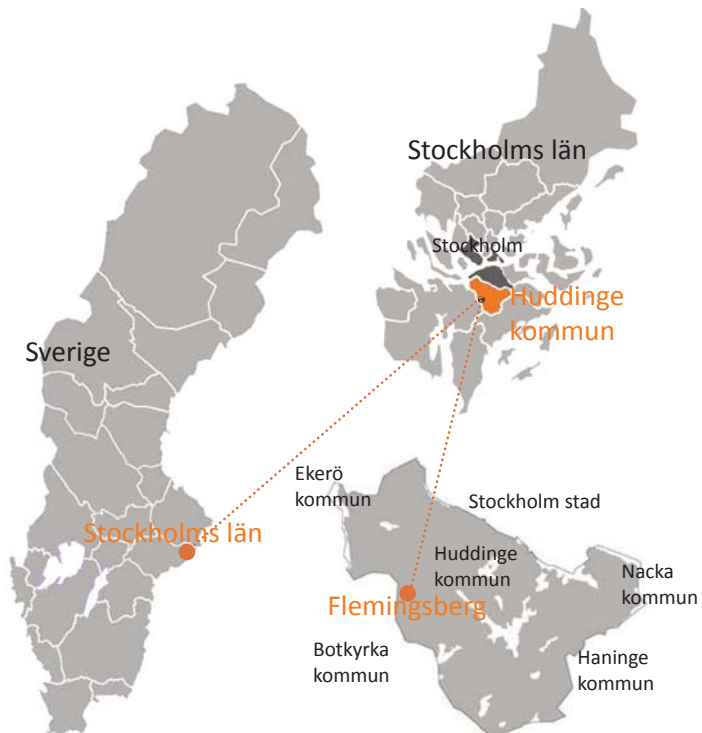 Sverige
Stockholms län
Stockholms län
Stockholm
Huddinge
kommun
Ekerö
kommun
Stockholm stad
Huddinge
kommun
Nacka
kommun
Flemingsberg
Botkyrka
kommun
Haninge
kommun